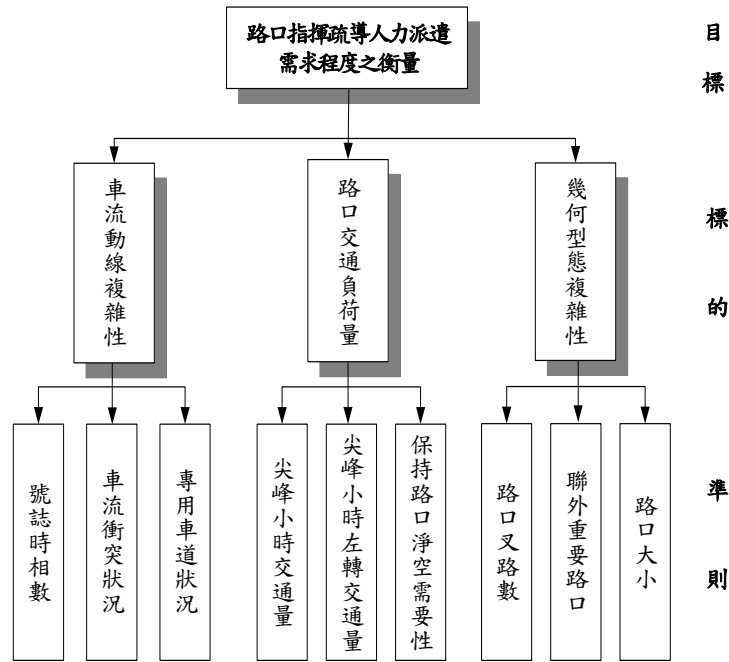 路口指揮疏導人力派遣
需求程度之衡量
目標
車流動線複雜性
路口交通負荷量
幾何型態複雜性
標的
號誌時相數
車流衝突狀況
專用車道狀況
尖峰小時交通量
尖峰小時左轉交通量
保持路口淨空需要性
路口叉路數
聯外重要路口
路口大小
準則